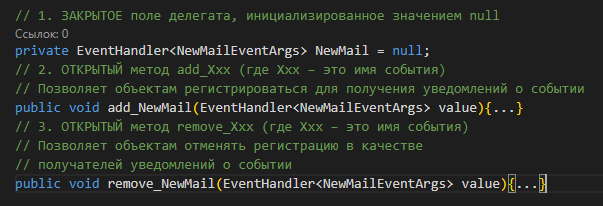 // 1. ЗАКРЫТОЕ поле делегата, инициализированное значением null
Ссылок: 0
private EventHandler<NewMailEventArgs> NewMail = null;
// 2. ОТКРЫТЫЙ метод add_Xxx (где Xxx – это имя события)
// Позволяет объектам регистрироваться для получения уведомлений о событии
public void add_NewMail(EventHandler<NewMailEventArgs> value){...}
// 3. ОТКРЫТЫЙ метод remove_Xxx (где Xxx – это имя события)
// Позволяет объектам отменять регистрацию в качестве
// получателей уведомлений о событии
public void remove_NewMail(EventHandler<NewMailEventArgs> value){...}